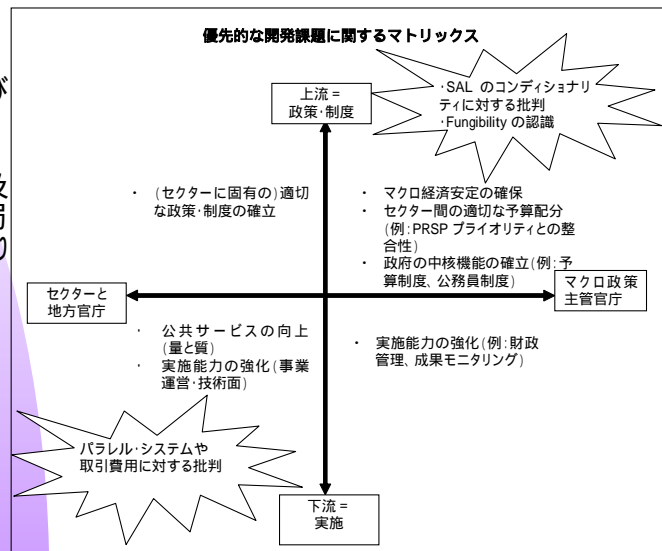 優先的な開発課題に関するマトリックス
・SAL のコンディショナリ
ティに対する批判
・Fungibility の認識
上流=
政策・制度
び
・ (セクターに固有の)適切
な政策・制度の確立
・ マクロ経済安定の確保
・ セクター間の適切な予算配分
(例:PRSP プライオリティとの整
合性)
・ 政府の中核機能の確立(例:予
算制度、公務員制度)
り
セクターと
地方官庁
マクロ政策
主管官庁
・ 公共サービスの向上
(量と質)
・ 実施能力の強化(事業
運営・技術面)
・ 実施能力の強化(例:財政
管理、成果モニタリング)
パラレル・システムや
取引費用に対する批判
下流=
実施